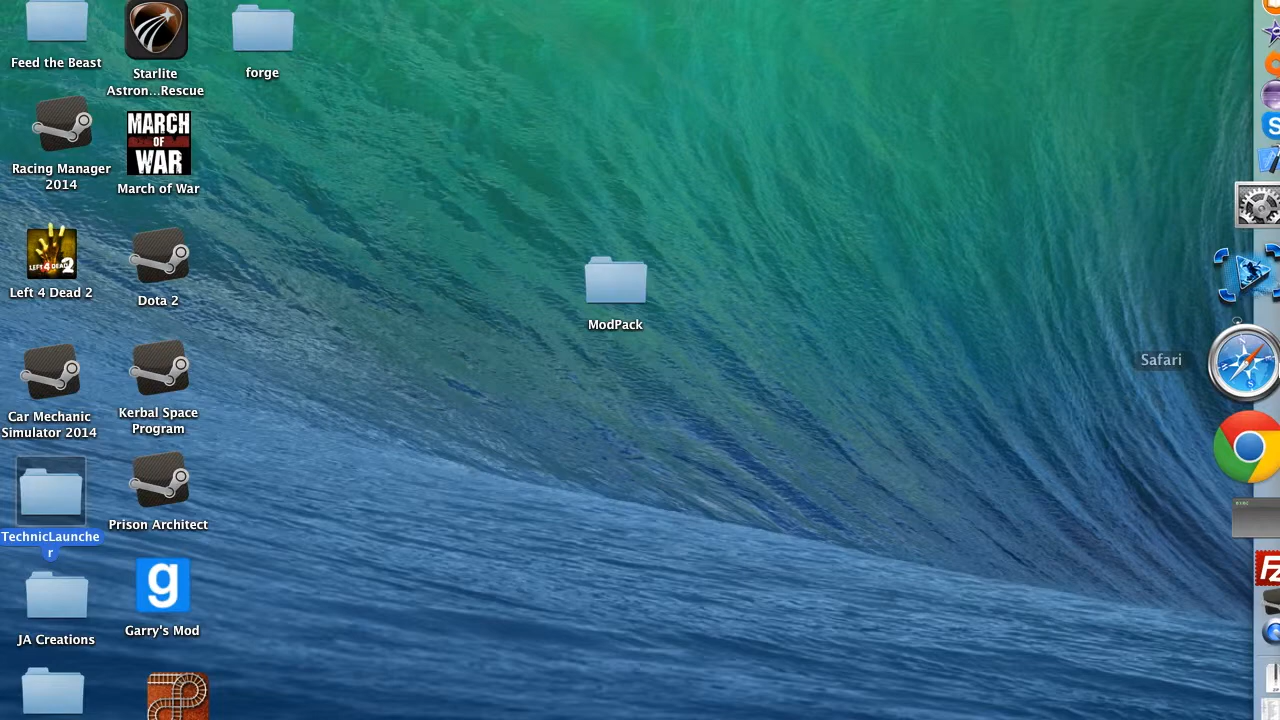 Feed the Beast
Starlite
Astron...Rescue
forge
Racing Manager
2014
MARCH
OF
WAR
March of War
LEFT 4 DEAD 2
Left 4 Dead 2
Dota 2
ModPack
Safari
Car Mechanic
Simulator 2014
Kerbal Space
Program
TechnicLaunche
r
Prison Architect
g
Garry's Mod
JA Creations
S
Fz